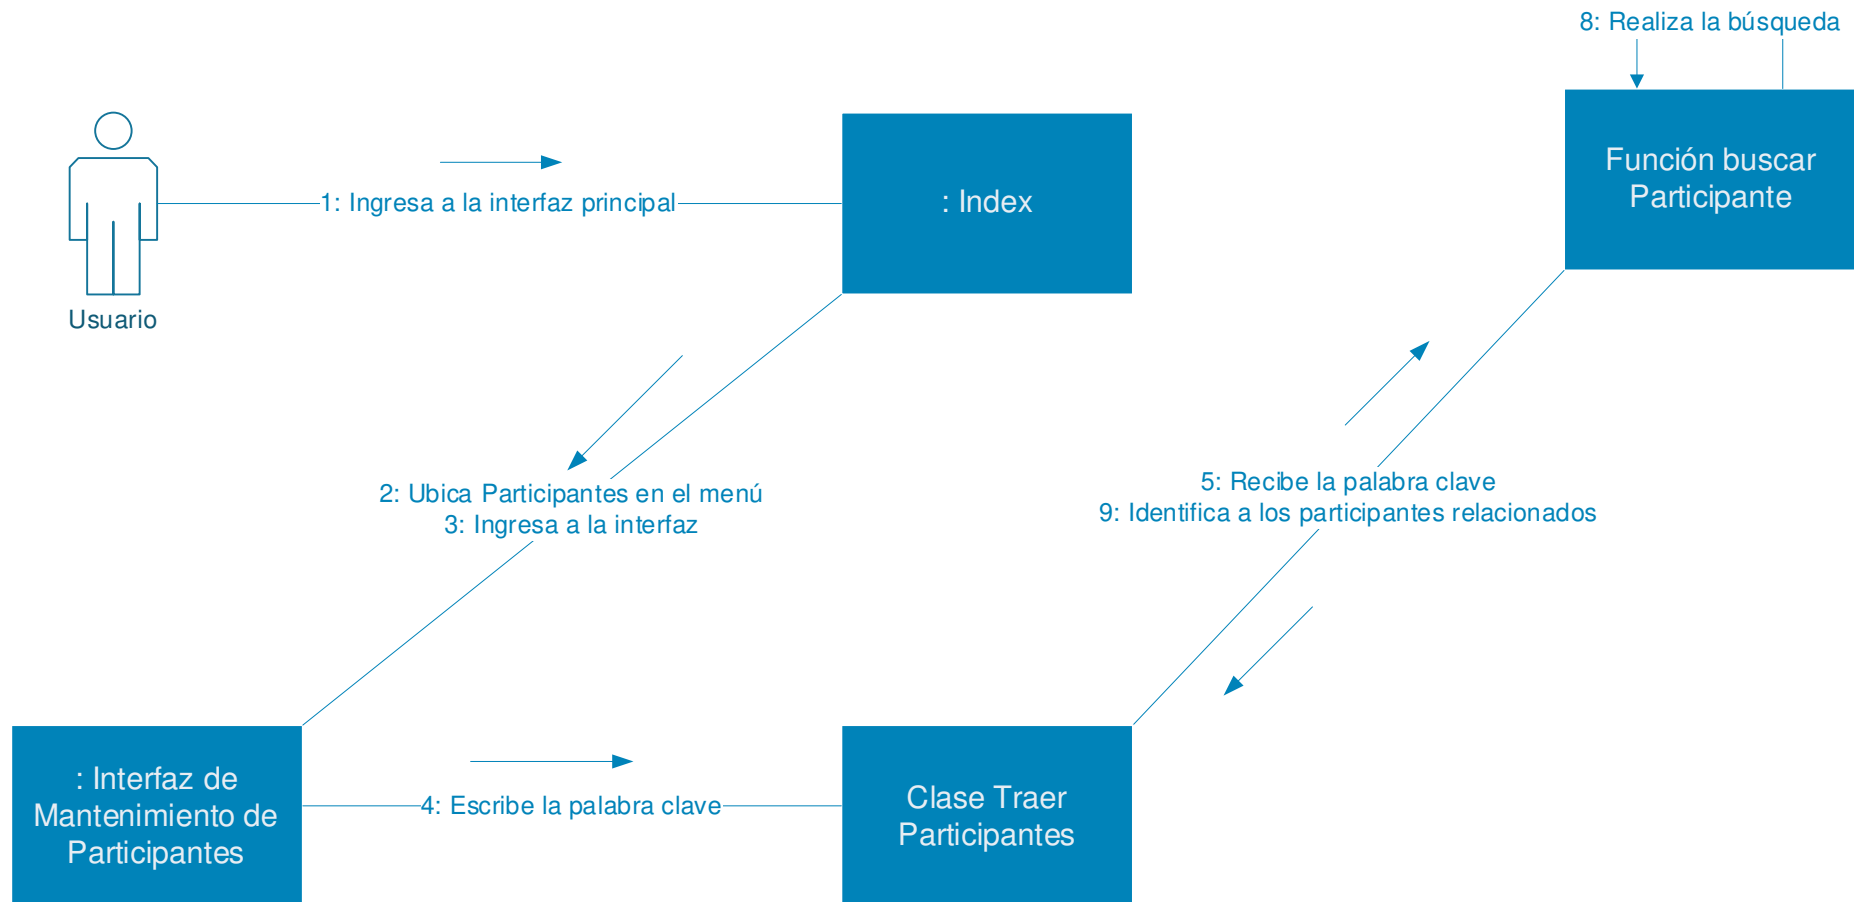 8: Realiza la búsqueda
Función buscar
Participante
1: Ingresa a la interfaz principal
: Index
Usuario
2: Ubica Participantes en el menú
3: Ingresa a la interfaz
5: Recibe la palabra clave
9: Identifica a los participantes relacionados
: Interfaz de
Mantenimiento de
Participantes
4: Escribe la palabra clave
Clase Traer
Participantes